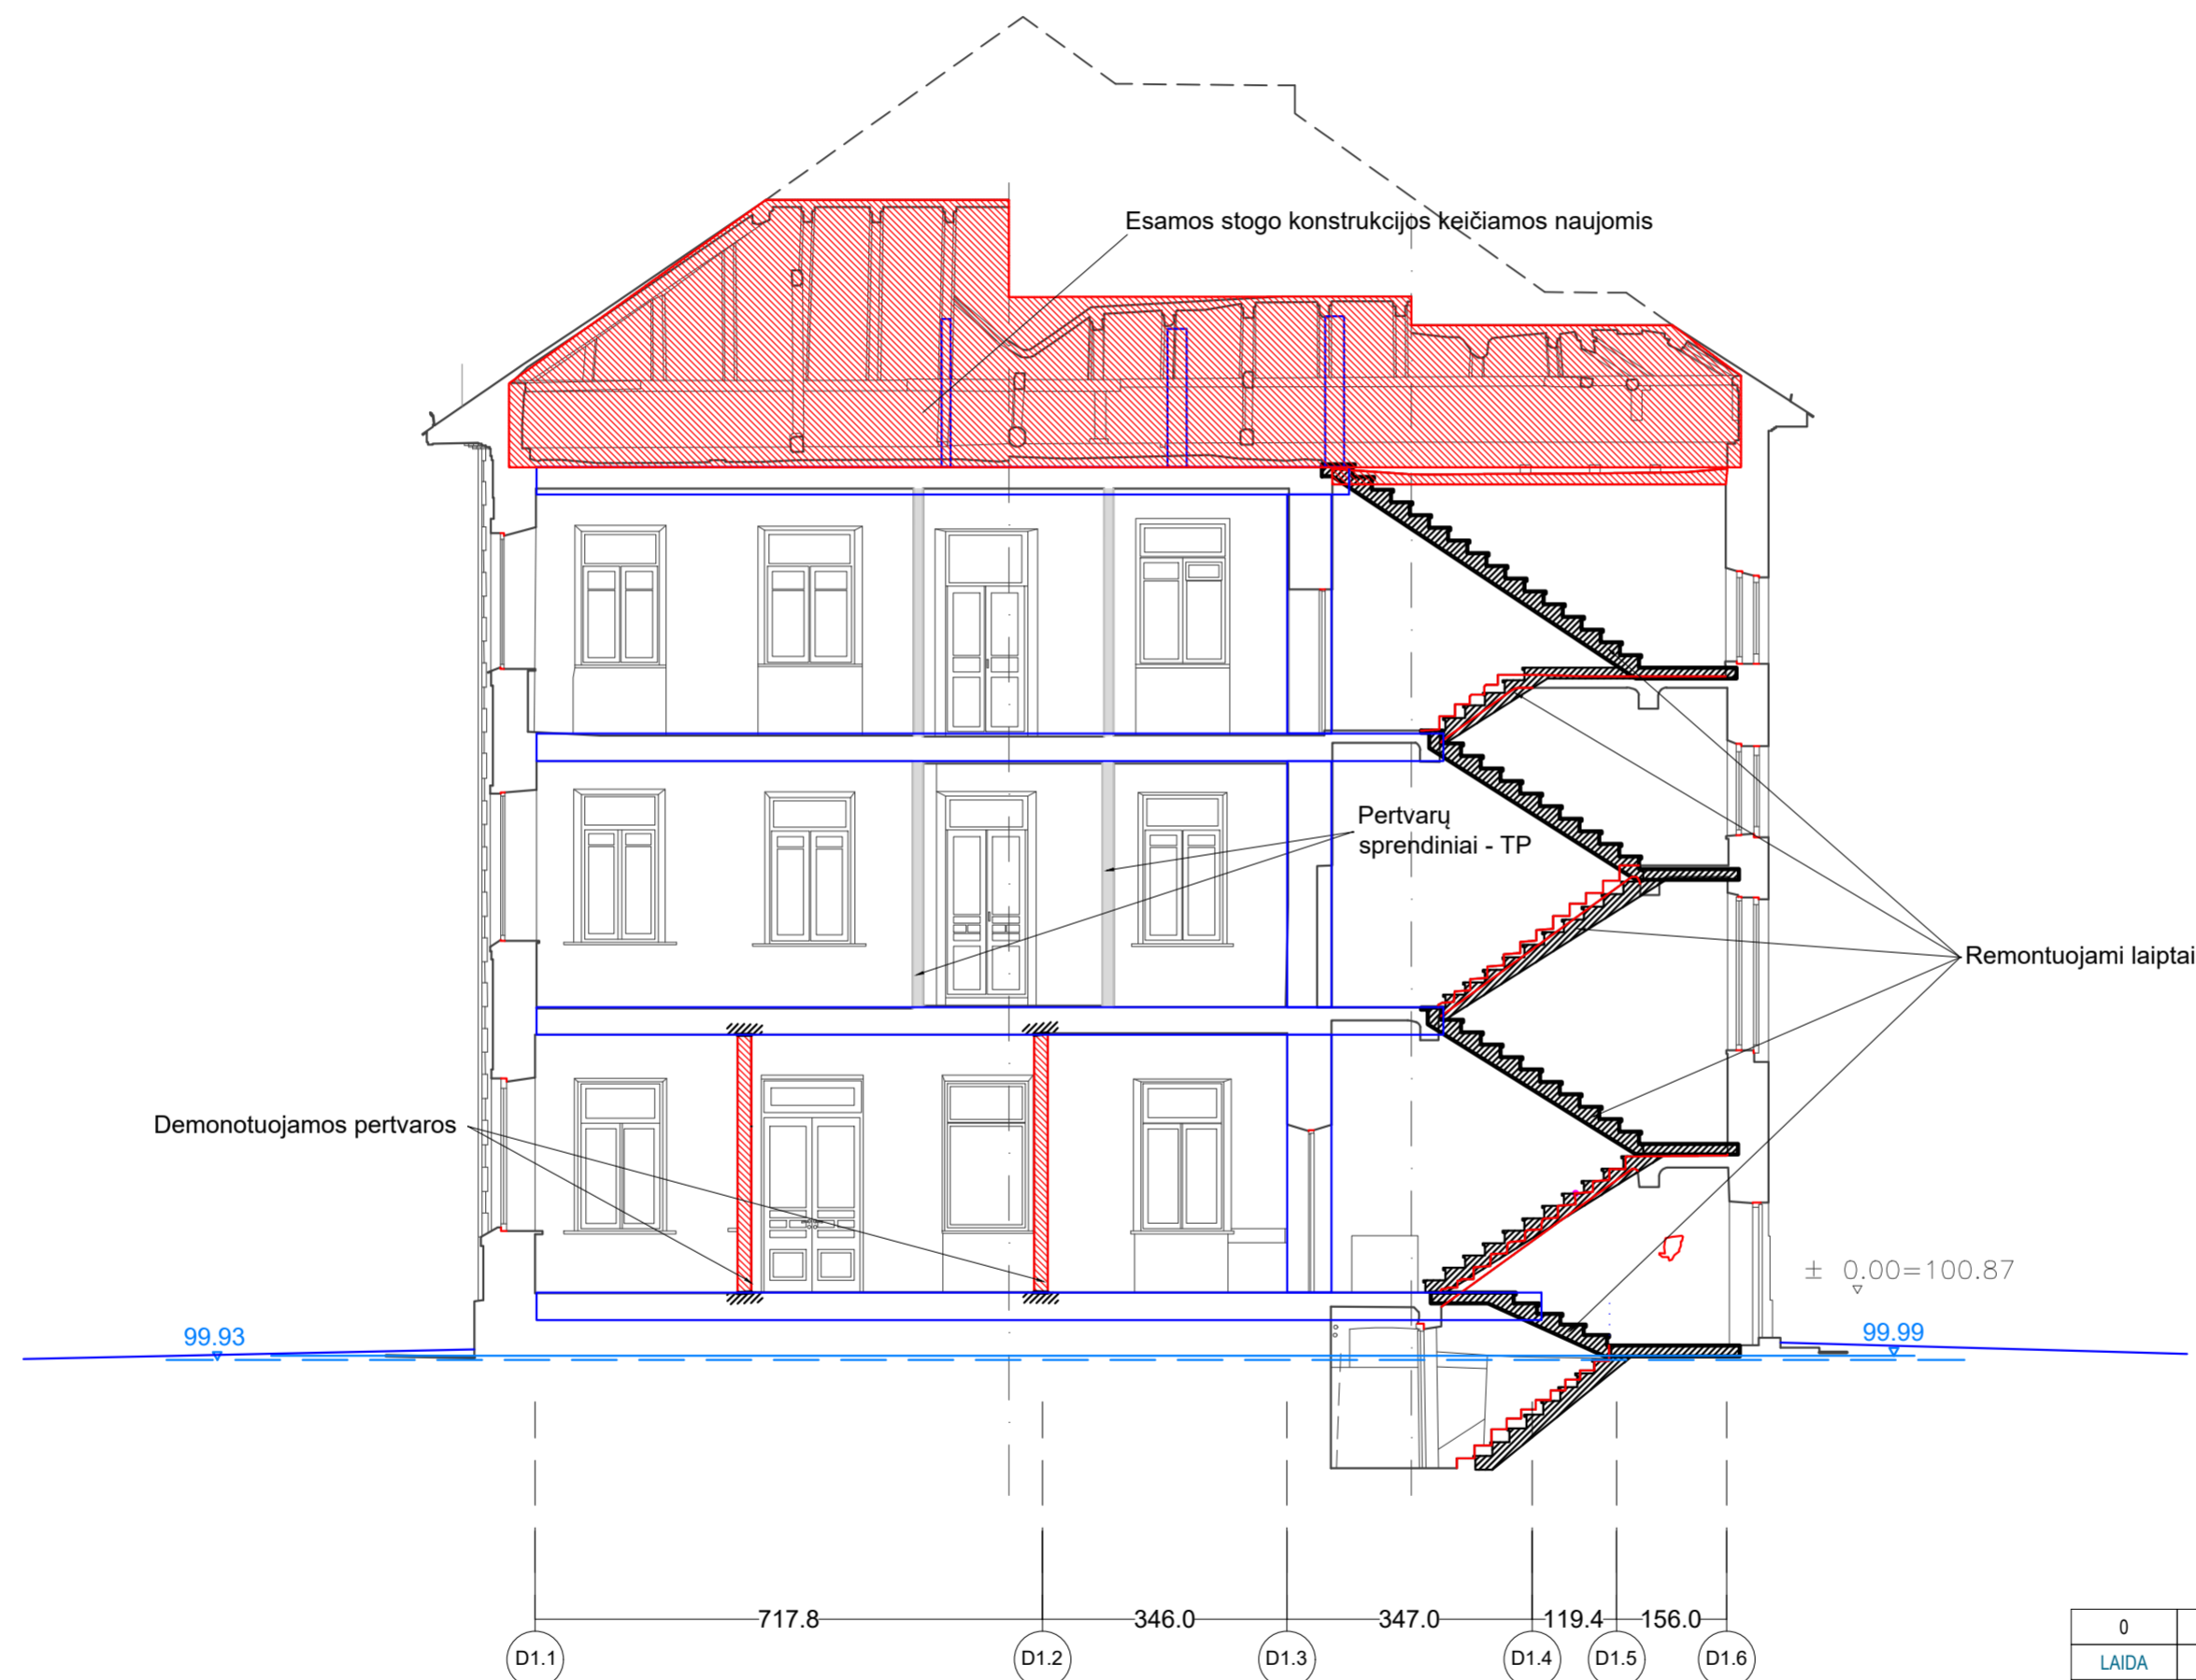 Esamos stogo konstrukcijos keičiamos naujomis
Pertvarų
sprendiniai - TP
Remontuojami laiptai
Demonotuojamos pertvaros
± 0.00=100.87
99.93
99.99
717.8
346.0
347.0
119.4
156.0
D1.1
D1.2
D1.3
D1.4
D1.5
D1.6
0
LAIDA